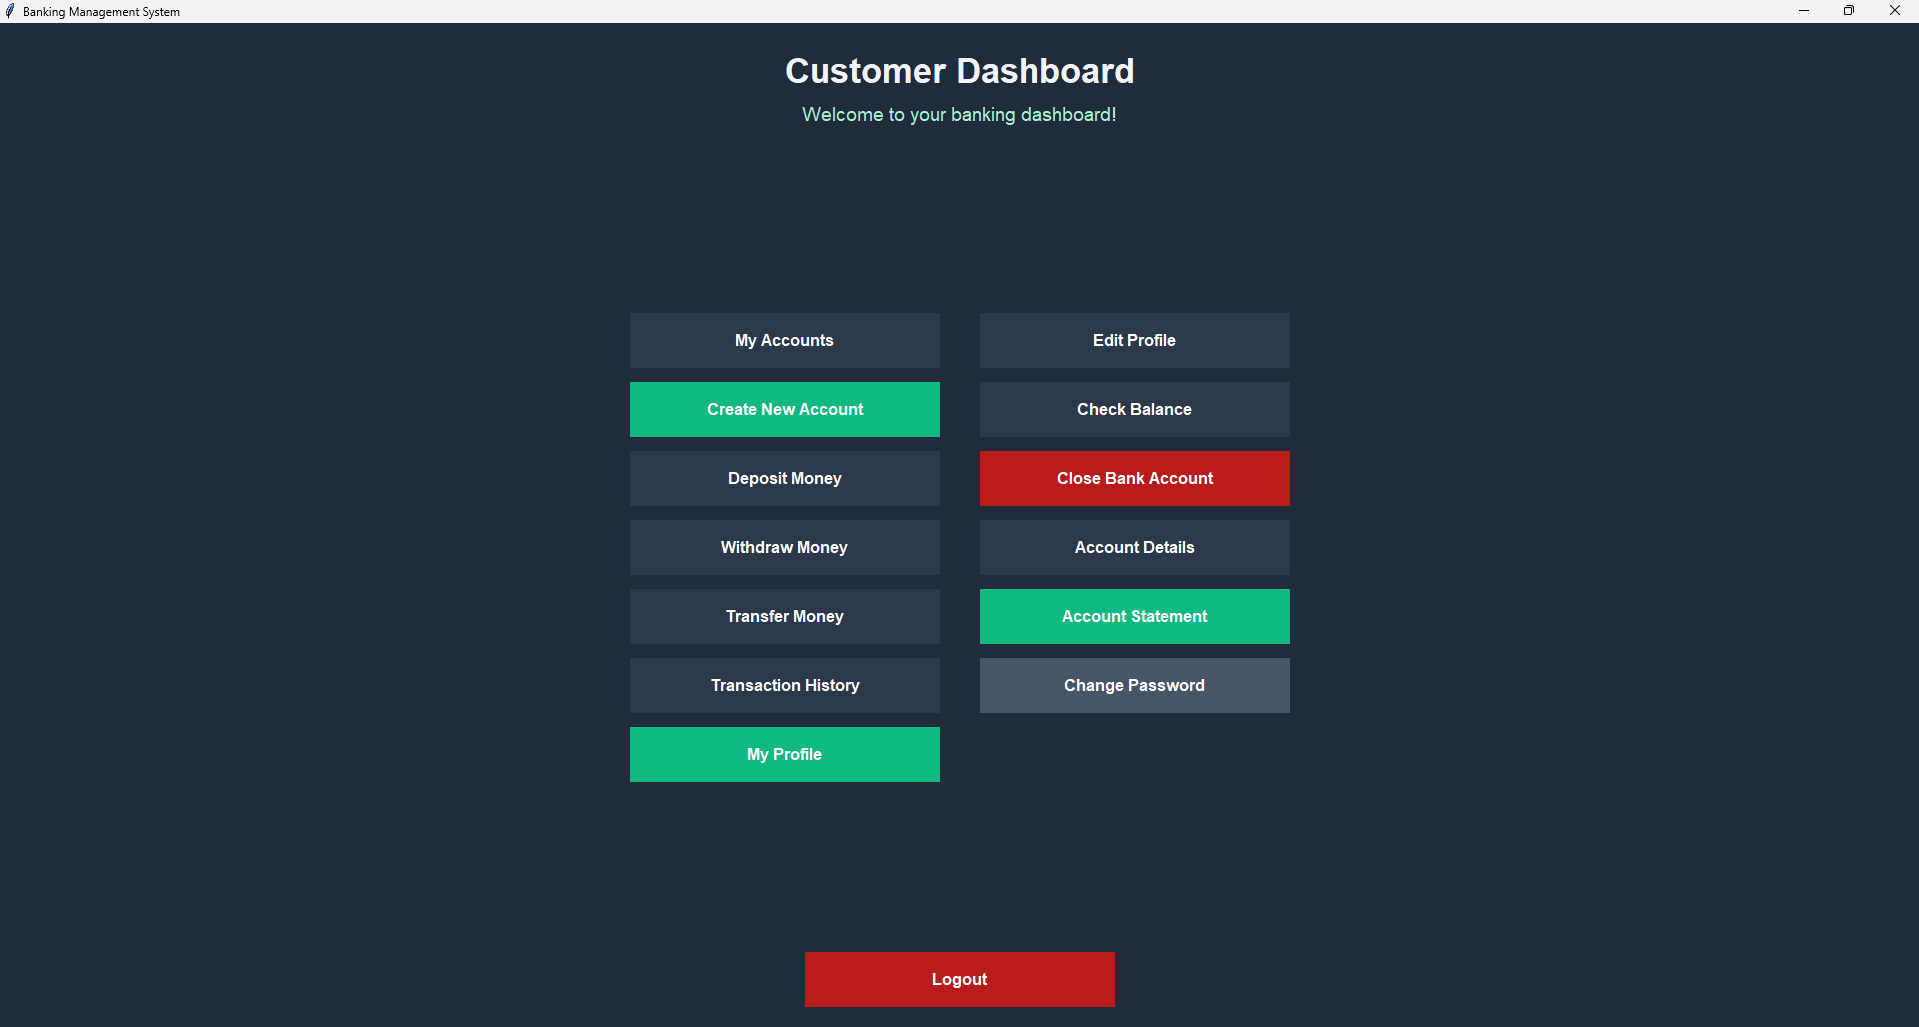 Banking Management System
Customer Dashboard
Welcome to your banking dashboard!
My Accounts
Create New Account
Deposit Money
Withdraw Money
Transfer Money
Transaction History
My Profile
Edit Profile
Check Balance
Close Bank Account
Account Details
Account Statement
Change Password
Logout